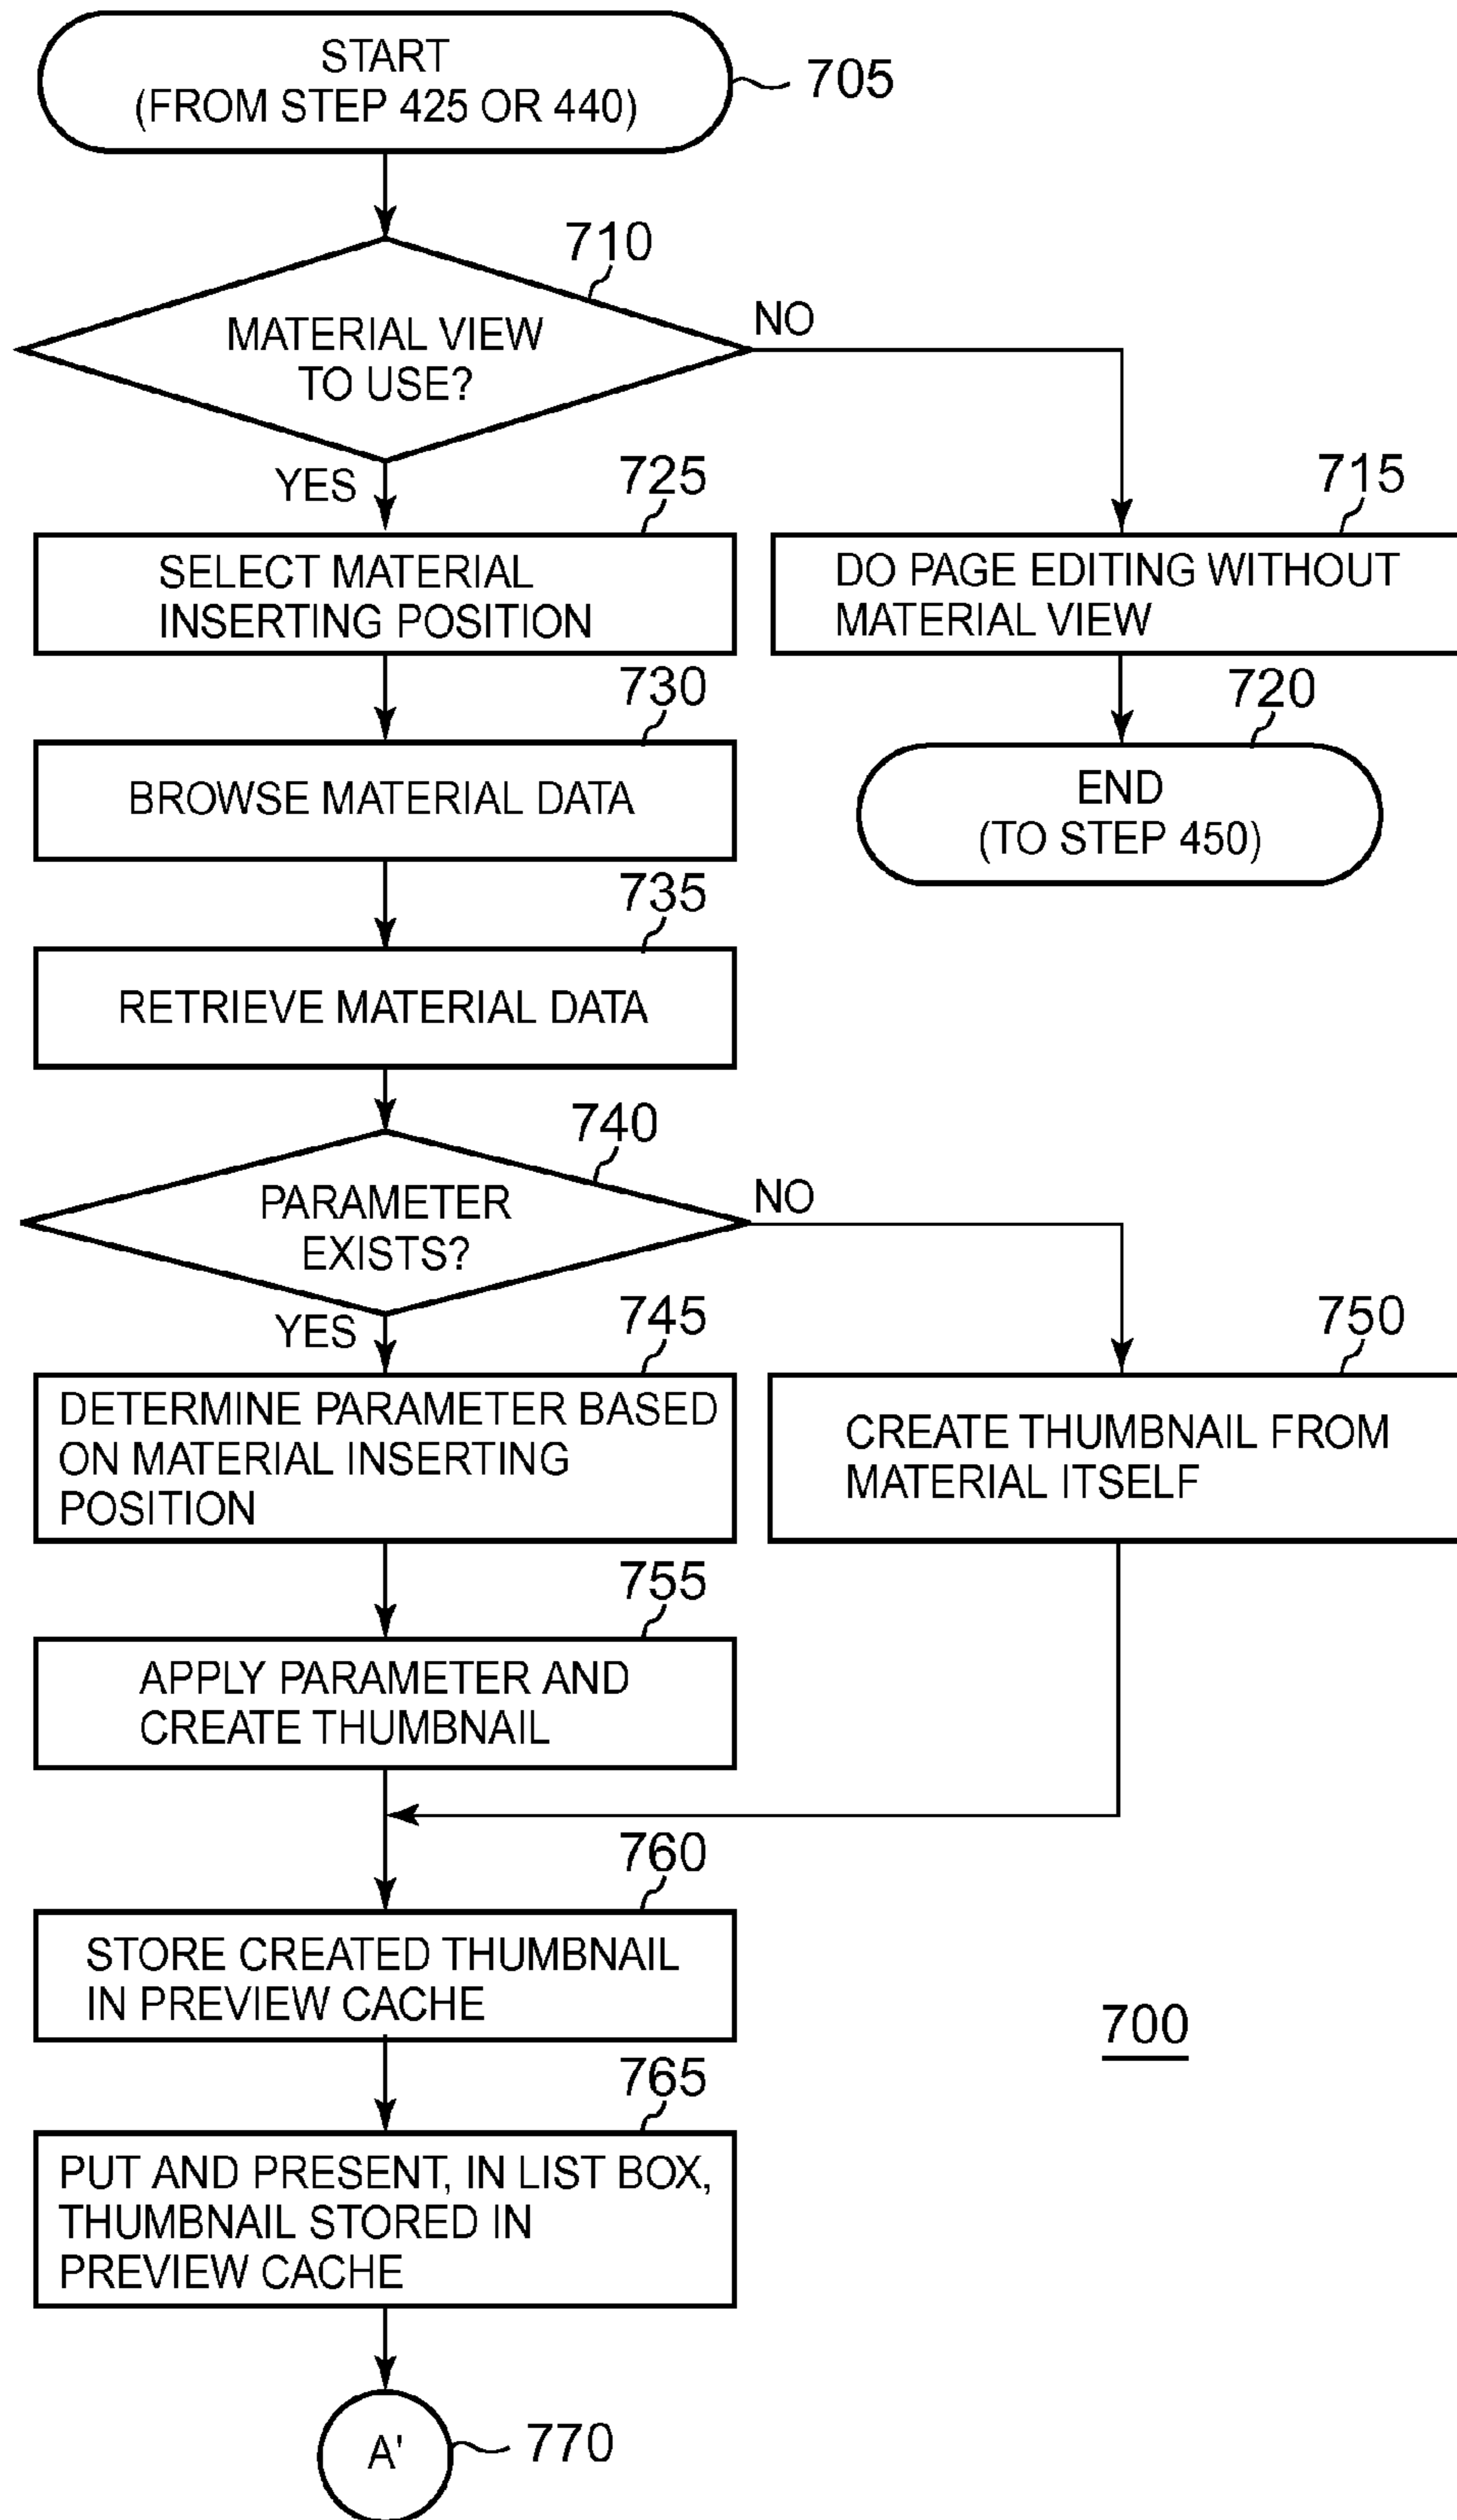 START
(FROM STEP 425 OR 440)
705
710
MATERIAL VIEW
TO USE?
NO
YES
725
SELECT MATERIAL
INSERTING POSITION
715
DO PAGE EDITING WITHOUT
MATERIAL VIEW
730
BROWSE MATERIAL DATA
720
END
(TO STEP 450)
735
RETRIEVE MATERIAL DATA
740
PARAMETER
EXISTS?
NO
YES
745
DETERMINE PARAMETER BASED
ON MATERIAL INSERTING
POSITION
750
CREATE THUMBNAIL FROM
MATERIAL ITSELF
755
APPLY PARAMETER AND
CREATE THUMBNAIL
760
STORE CREATED THUMBNAIL
IN PREVIEW CACHE
700
765
PUT AND PRESENT, IN LIST BOX,
THUMBNAIL STORED IN
PREVIEW CACHE
A'
770